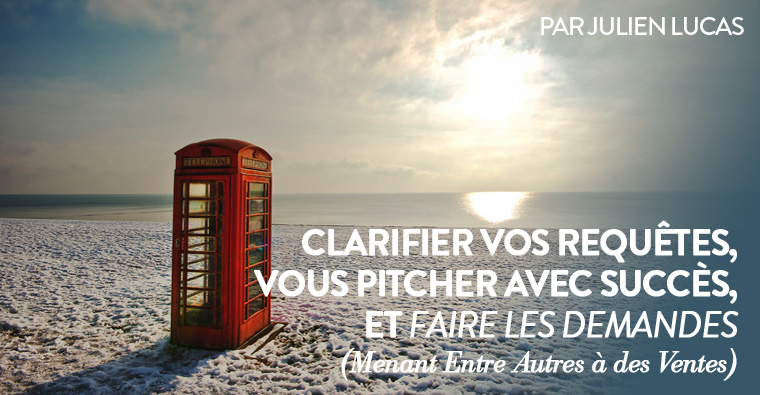 PAR JULIEN LUCAS
TELEPHONE
CLARIFIER VOS REQUÊTES,
VOUS PITCHER AVEC SUCCÈS,
ET FAIRE LES DEMANDES
(Menant Entre Autres à des Ventes)